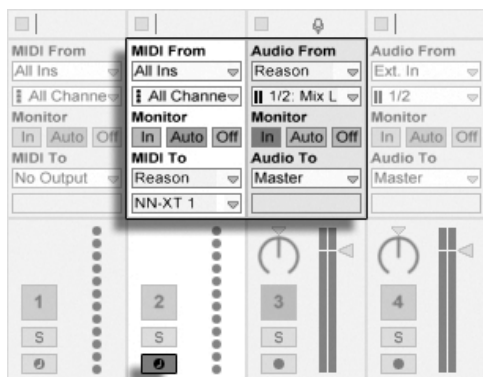 MIDI From
All Ins
All Channe
Monitor
In Auto Off
MIDI To
No Output
1
S
MIDI From
All Ins
All Channe
Monitor
In Auto Off
MIDI To
Reason
NN-XT 1
2
S
Audio From
Reason
1/2: Mix L
Monitor
In Auto Off
Audio To
Master
3
S
Audio From
Ext. In
1/2
Monitor
In Auto Off
Audio To
Master
4
S